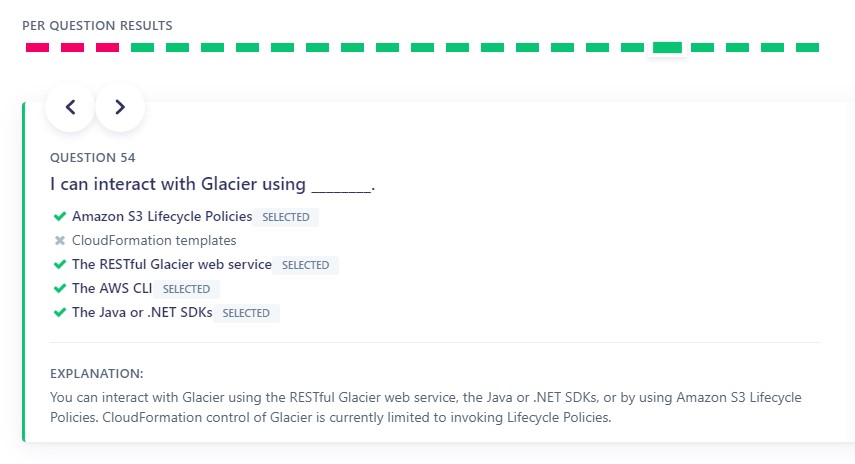 PER QUESTION RESULTS
QUESTION 54
I can interact with Glacier using ________.
Amazon S3 Lifecycle Policies SELECTED
CloudFormation templates
The RESTful Glacier web service SELECTED
The AWS CLI SELECTED
The Java or .NET SDKs SELECTED
EXPLANATION:
You can interact with Glacier using the RESTful Glacier web service, the Java or .NET SDKs, or by using Amazon S3 Lifecycle
Policies. CloudFormation control of Glacier is currently limited to invoking Lifecycle Policies.